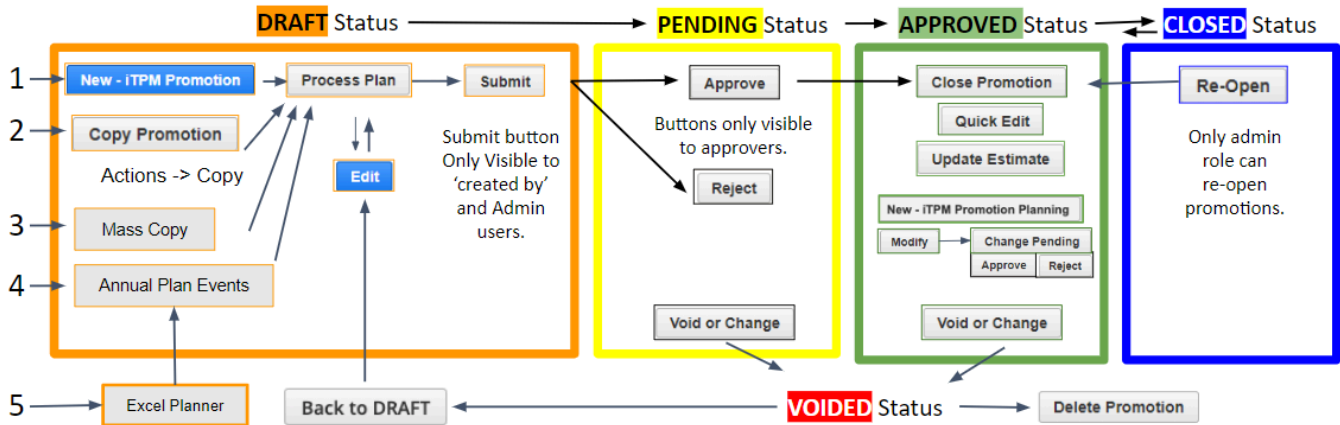 DRAFT Status
PENDING Status
APPROVED Status
CLOSED Status
1
New - iTPM Promotion
Process Plan
Submit
2
Copy Promotion
Actions -> Copy
Edit
Submit button
Only Visible to
‘created by’
and Admin
users.
3
Mass Copy
4
Annual Plan Events
5
Excel Planner
Approve
Buttons only visible
to approvers.
Reject
Void or Change
Close Promotion
Quick Edit
Update Estimate
New - iTPM Promotion Planning
Modify
Change Pending
Approve
Reject
Void or Change
Re-Open
Only admin
role can
re-open
promotions.
Back to DRAFT
VOIDED Status
Delete Promotion